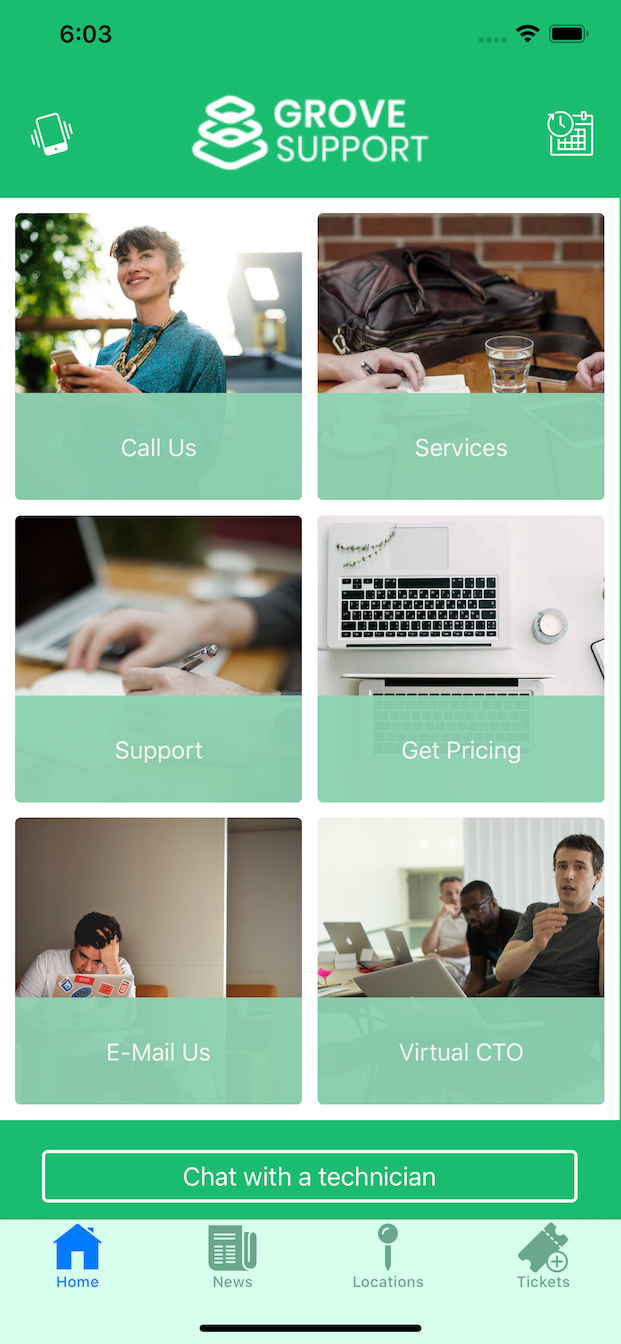 6:03
GROVE
SUPPORT
Call Us
Services
Support
Get Pricing
E-Mail Us
Virtual CTO
Chat with a technician
Home
News
Locations
Tickets